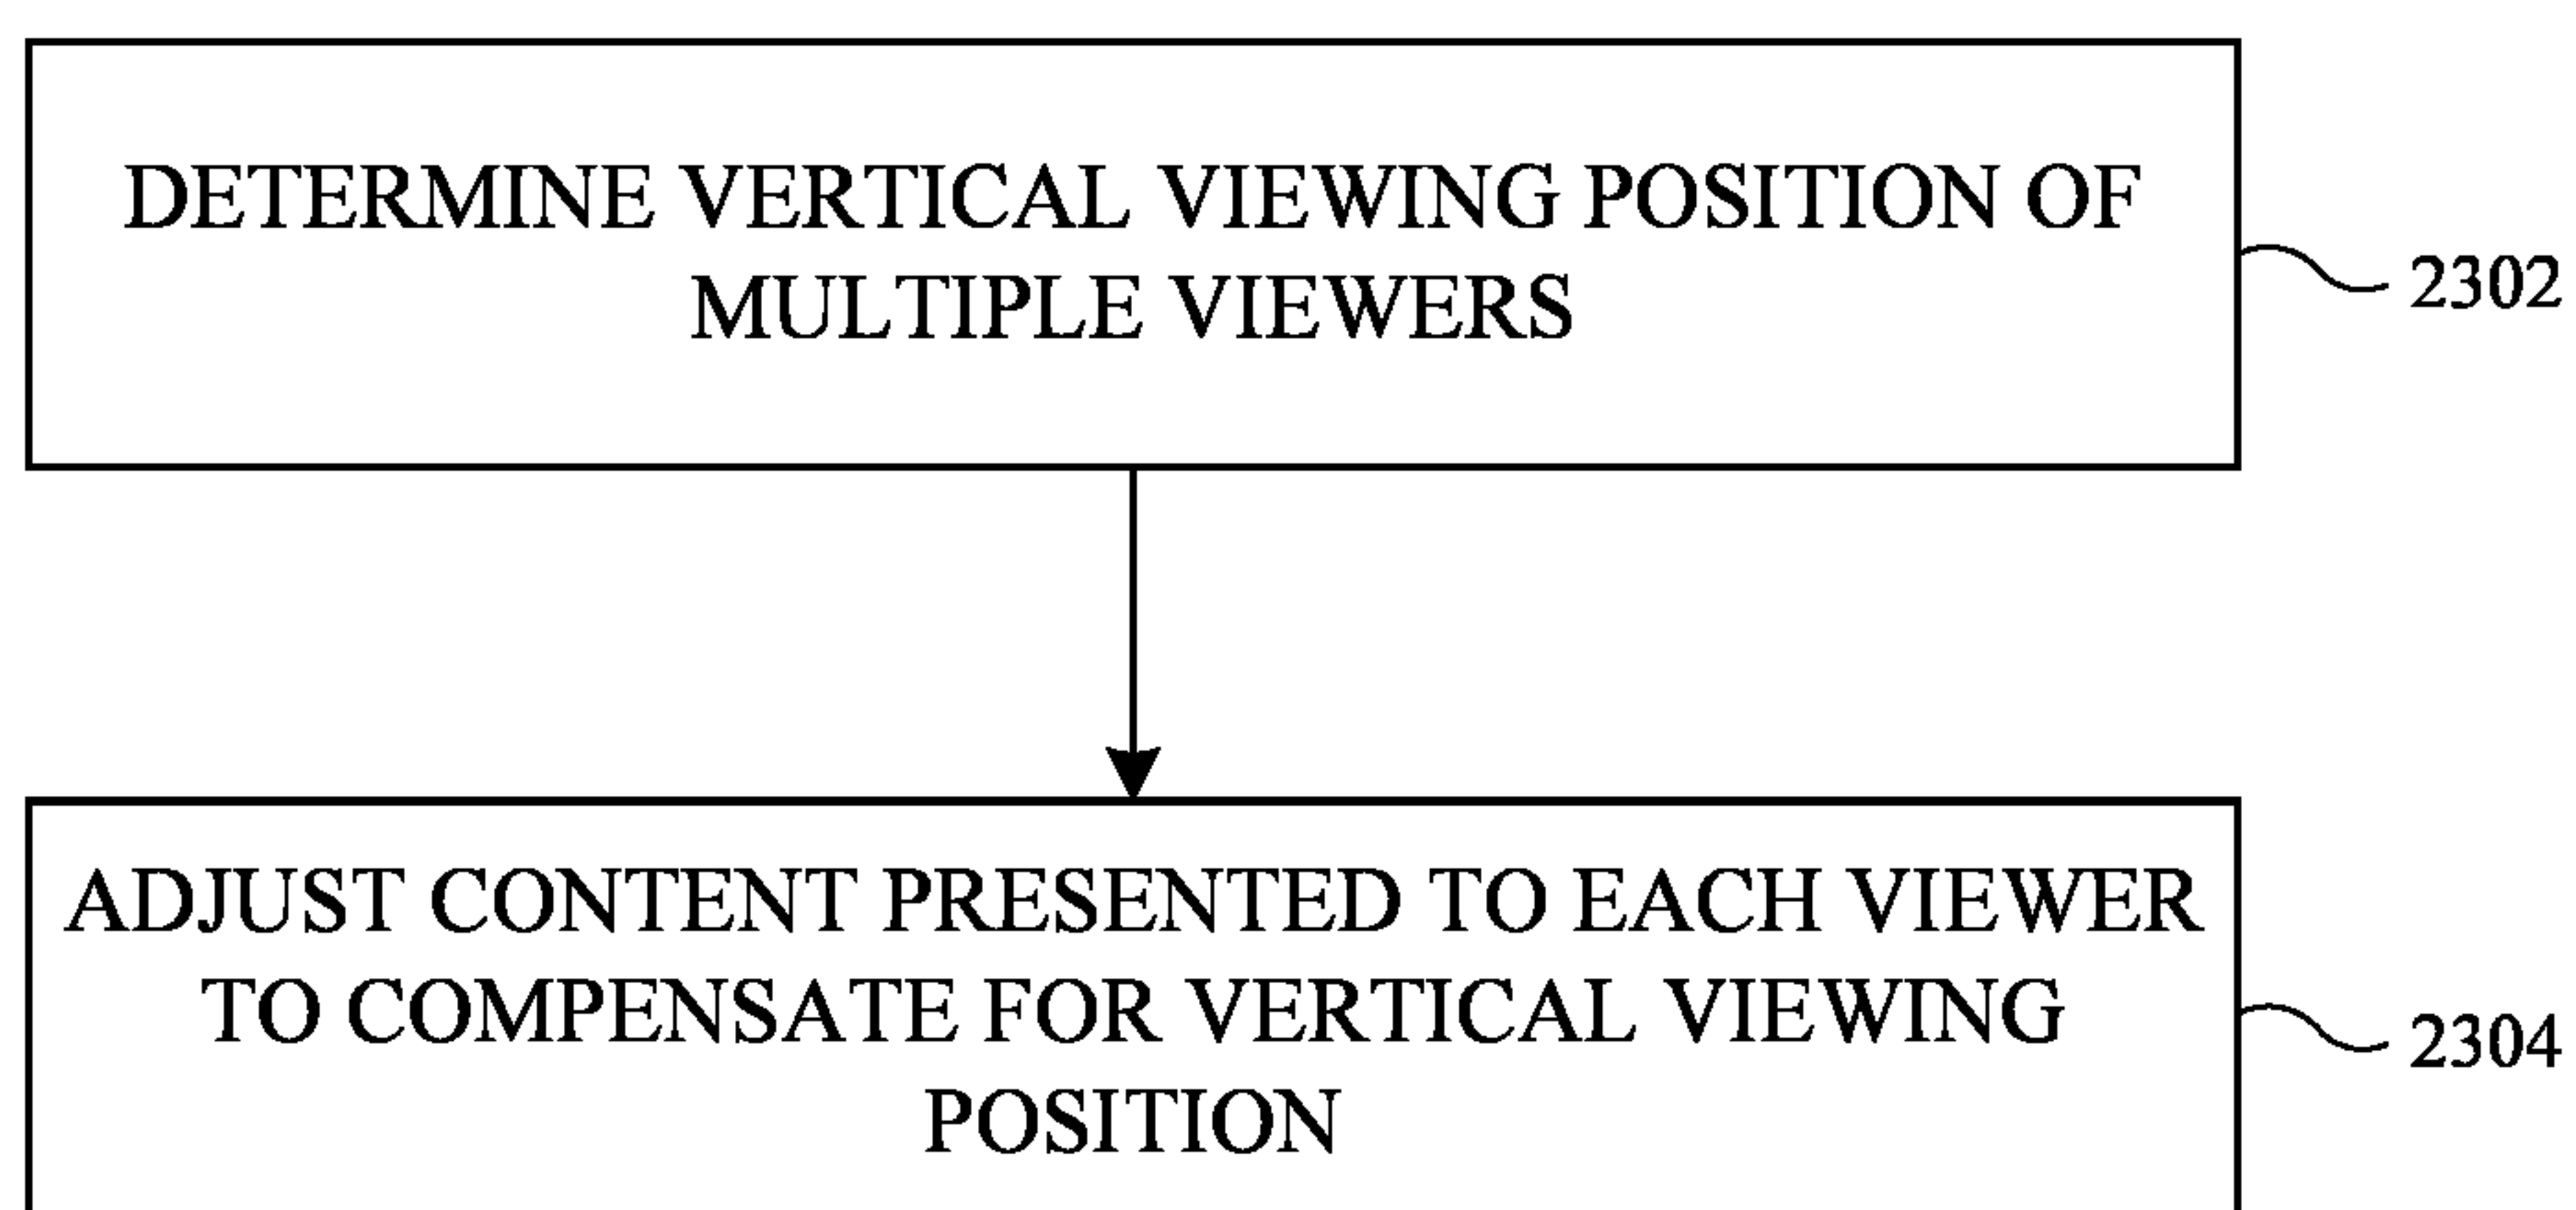 DETERMINE VERTICAL VIEWING POSITION OF
MULTIPLE VIEWERS
2302
ADJUST CONTENT PRESENTED TO EACH VIEWER
TO COMPENSATE FOR VERTICAL VIEWING
POSITION
2304